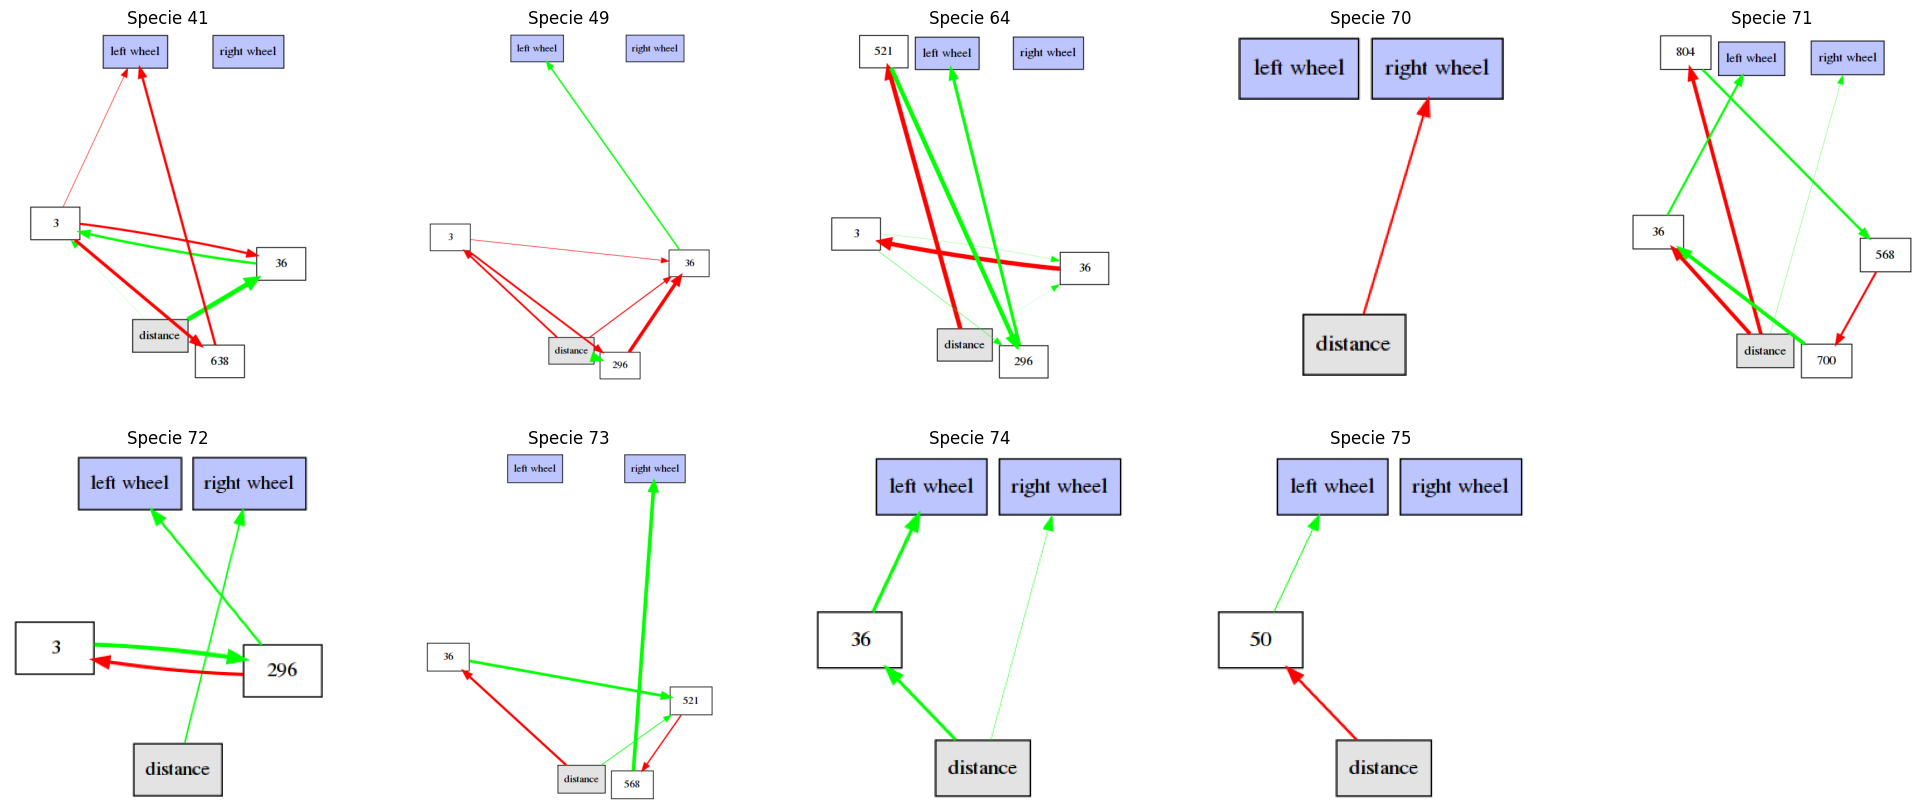 Specie 41
left wheel
right wheel
3
36
distance
638
Specie 49
left wheel
right wheel
3
36
distance
296
Specie 64
521
left wheel
right wheel
3
36
distance
296
Specie 70
left wheel
right wheel
distance
Specie 71
804
left wheel
right wheel
36
568
distance
700
Specie 72
left wheel
right wheel
3
296
distance
Specie 73
left wheel
right wheel
36
521
distance
568
Specie 74
left wheel
right wheel
36
distance
Specie 75
left wheel
right wheel
50
distance